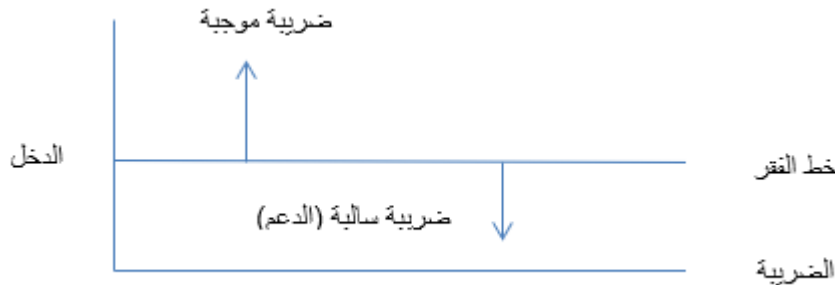 ضريبة موجبة
خط الفقر
الدخل
ضريبة سالبة (الدعم)
الضريبة